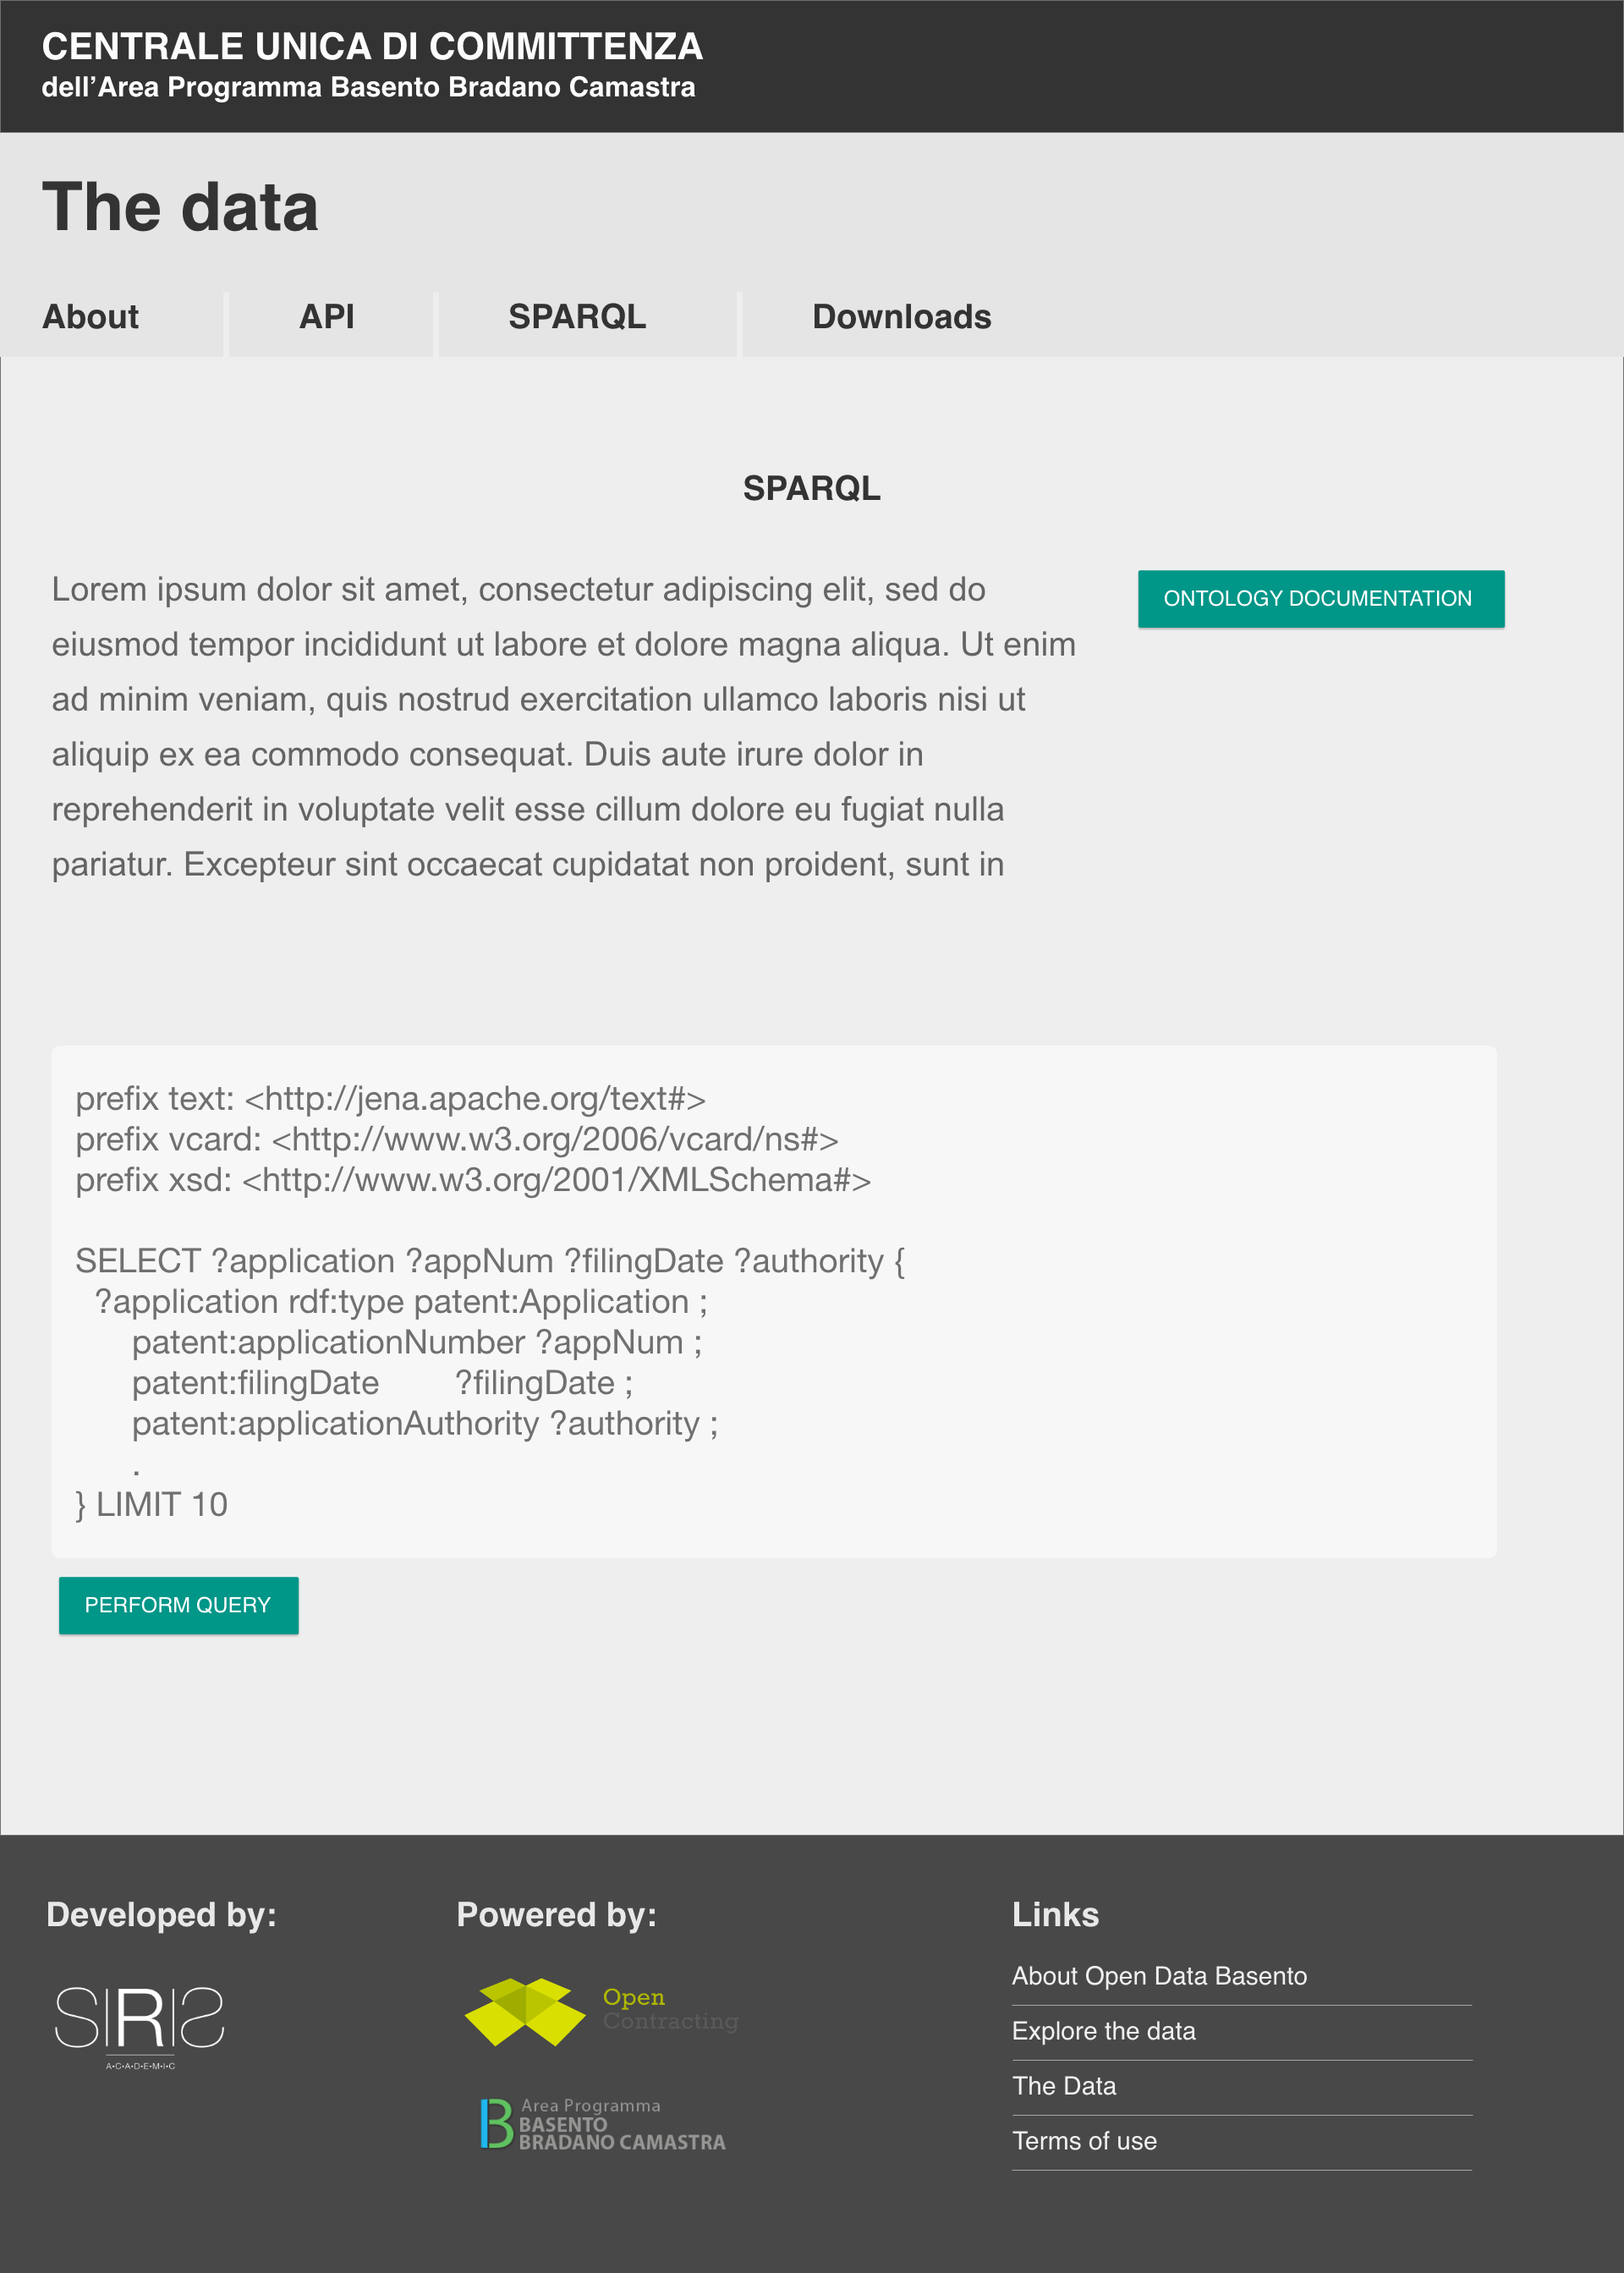 CENTRALE UNICA DI COMMITTENZA
dell’Area Programma Basento Bradano Camastra
The data
About API SPARQL Downloads
SPARQL
Lorem ipsum dolor sit amet, consectetur adipiscing elit, sed do
eiusmod tempor incididunt ut labore et dolore magna aliqua. Ut enim
ad minim veniam, quis nostrud exercitation ullamco laboris nisi ut
aliquip ex ea commodo consequat. Duis aute irure dolor in
reprehenderit in voluptate velit esse cillum dolore eu fugiat nulla
pariatur. Excepteur sint occaecat cupidatat non proident, sunt in
ONTOLOGY DOCUMENTATION
prefix text: <http://jena.apache.org/text#>
prefix vcard: <http://www.w3.org/2006/vcard/ns#>
prefix xsd: <http://www.w3.org/2001/XMLSchema#>
SELECT ?application ?appNum ?filingDate ?authority {
?application rdf:type patent:Application ;
patent:applicationNumber ?appNum ;
patent:filingDate ?filingDate ;
patent:applicationAuthority ?authority ;
.
} LIMIT 10
PERFORM QUERY
Developed by:
SIRIS
A•C•A•D•E•M•I•C
Powered by:
Open
Contracting
B
Area Programma
BASENTO
BRADANO CAMASTRA
Links
About Open Data Basento
Explore the data
The Data
Terms of use